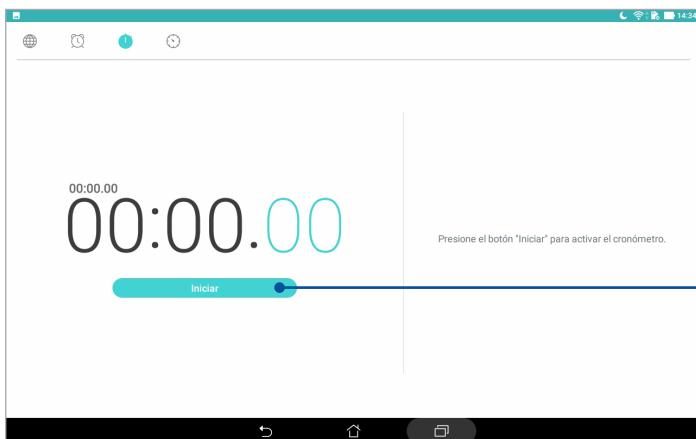 14:34
00:00.00
00:00.00
Presione el botón "Iniciar" para activar el cronómetro.
Iniciar